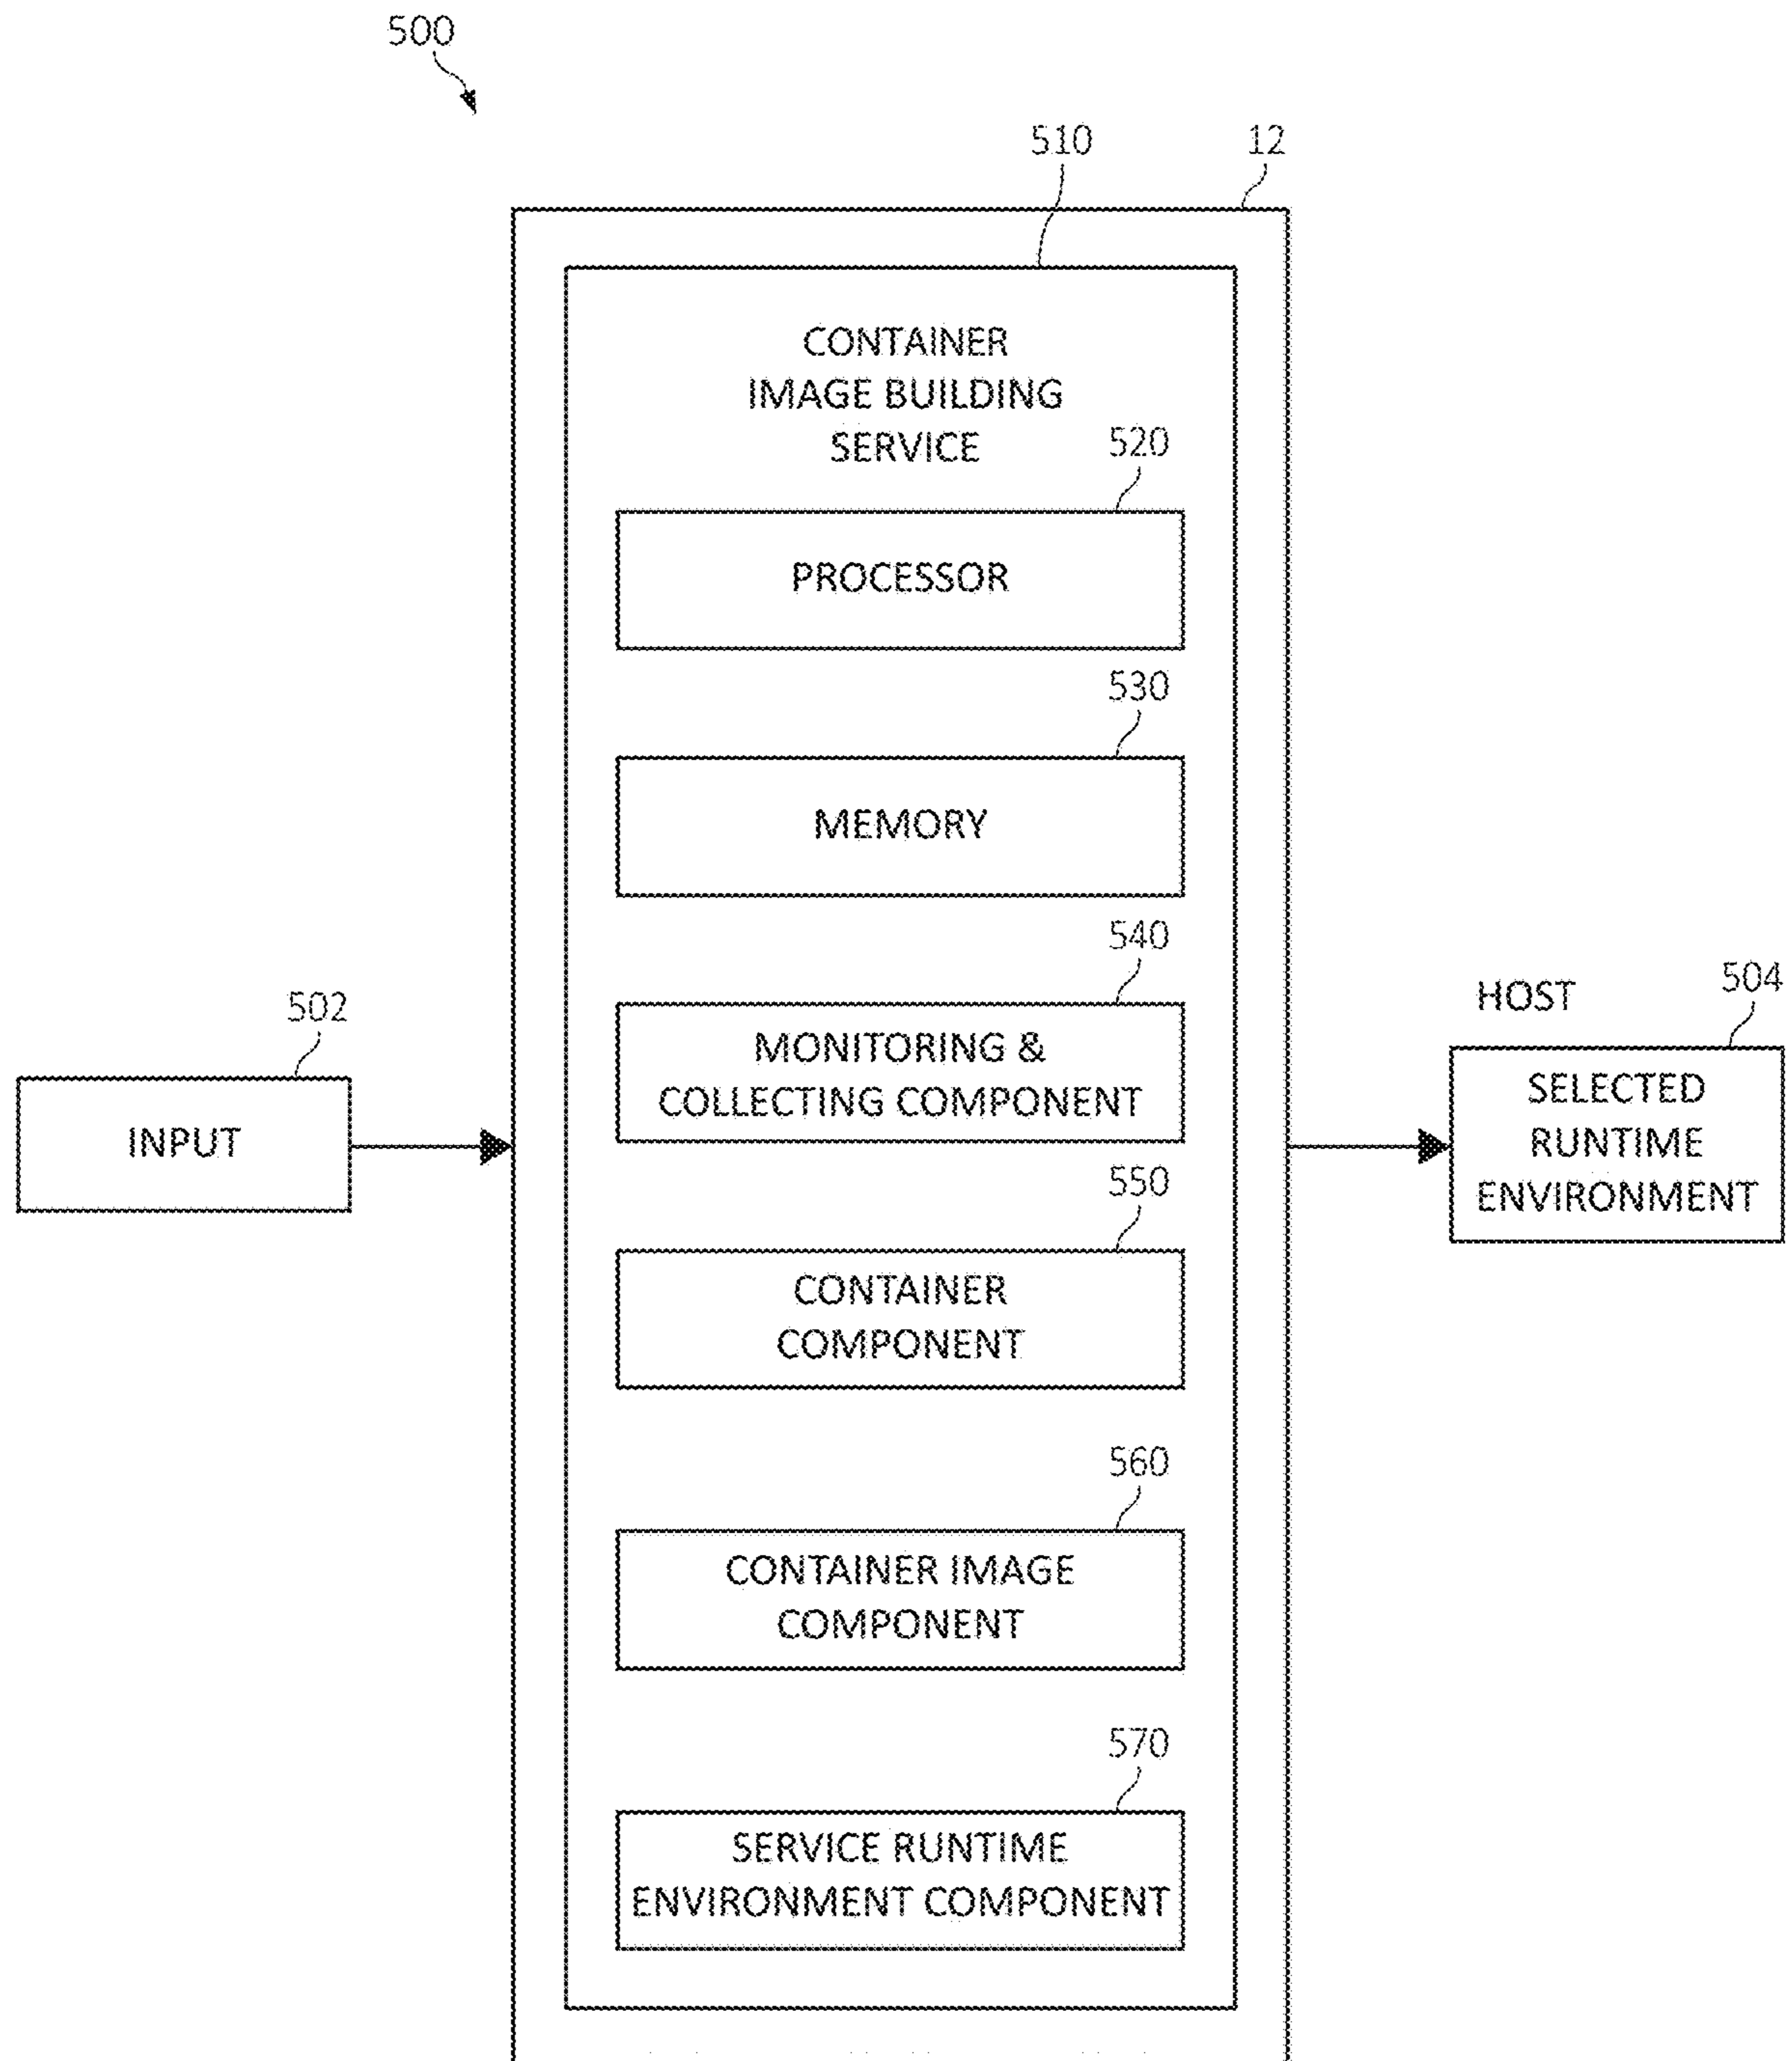 500
510
12
CONTAINER
IMAGE BUILDING
SERVICE
520
PROCESSOR
530
MEMORY
540
MONITORING &
COLLECTING COMPONENT
502
INPUT
HOST
504
SELECTED
RUNTIME
ENVIRONMENT
550
CONTAINER
COMPONENT
560
CONTAINER IMAGE
COMPONENT
570
SERVICE RUNTIME
ENVIRONMENT COMPONENT